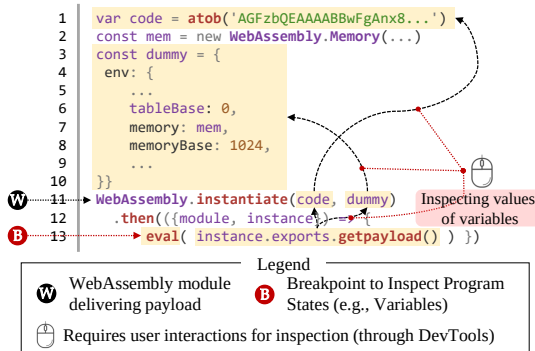 1 var code = atob('AGFzbQEAAAABBwFgAnx8...')
2 const mem = new WebAssembly.Memory(...)
3 const dummy = {
4 env: {
5 ...
6 tableBase: 0,
7 memory: mem,
8 memoryBase: 1024,
9 ...
10 }}
W 11 WebAssembly.instantiate(code, dummy)
Inspecting values
12 .then(({module, instance}) => {
of variables
B 13 eval( instance.exports.getpayload() ) })
Legend
W WebAssembly module
delivering payload
B Breakpoint to Inspect Program
States (e.g., Variables)
Requires user interactions for inspection (through DevTools)